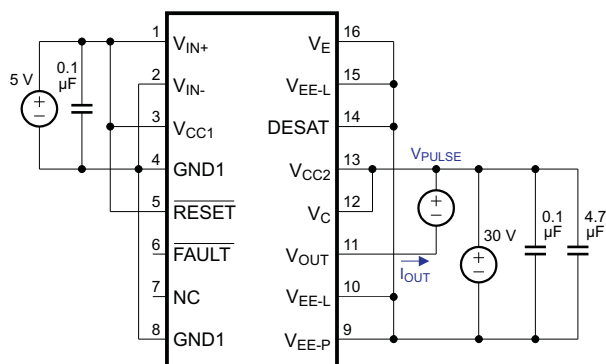 1 V_IN+ V_E 16
2 V_IN- V_EE-L 15
3 V_CC1 DESAT 14
4 GND1 V_CC2 13
5 RESET V_C 12
6 FAULT V_OUT 11
7 NC V_EE-L 10
8 GND1 V_EE-P 9
5 V
0.1
µF
V_PULSE
I_OUT
30 V
0.1
µF
4.7
µF